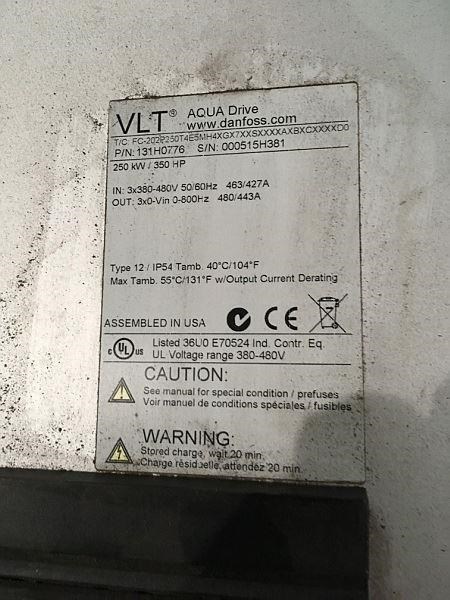 VLT® AQUA Drive
www.danfoss.com
T/C: FC-202P250T4E5MH4XGX7XXSXXXXAXBXCXXXXD0
P/N: 131H0776 S/N: 000515H381
250 kW / 350 HP
IN: 3x380-480V 50/60Hz 463/427A
OUT: 3x0-Vin 0-800Hz 480/443A
Type 12 / IP54 Tamb. 40°C/104°F
Max Tamb. 55°C/131°F w/Output Current Derating
ASSEMBLED IN USA CE
c UL us Listed 36U0 E70524 Ind. Contr. Eq.
UL Voltage range 380-480V
CAUTION:
See manual for special condition / prefuses
Voir manuel de conditions spéciales / fusibles
WARNING:
Stored charge, wait 20 min.
Charge résiduelle, attendez 20 min.